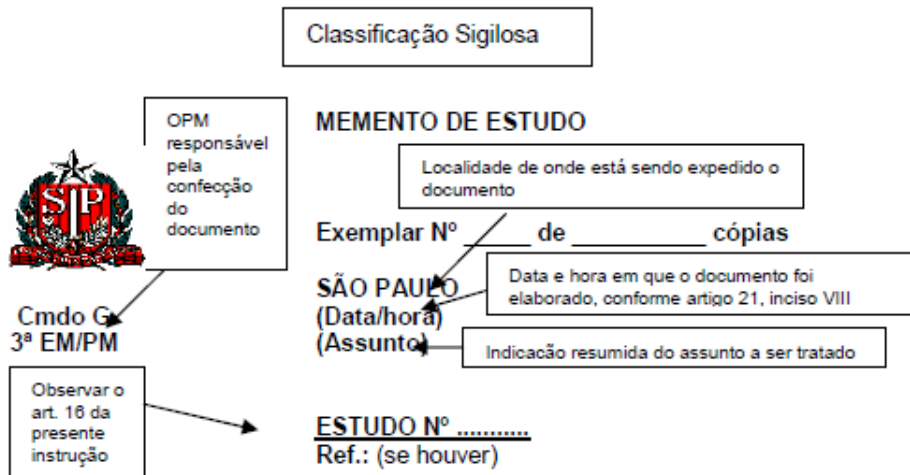 Classificação Sigilosa
OPM
responsável
pela
confecção
do
documento
MEMENTO DE ESTUDO
Localidade de onde está sendo expedido o
documento
Exemplar Nº _____ de __________ cópias
SP
SÃO PAULO
(Data/hora)
(Assunto)
Data e hora em que o documento foi
elaborado, conforme artigo 21, inciso VIII
Indicacão resumida do assunto a ser tratado
Cmdo G
3ª EM/PM
Observar o
art. 16 da
presente
instrução
ESTUDO Nº ...........
Ref.: (se houver)